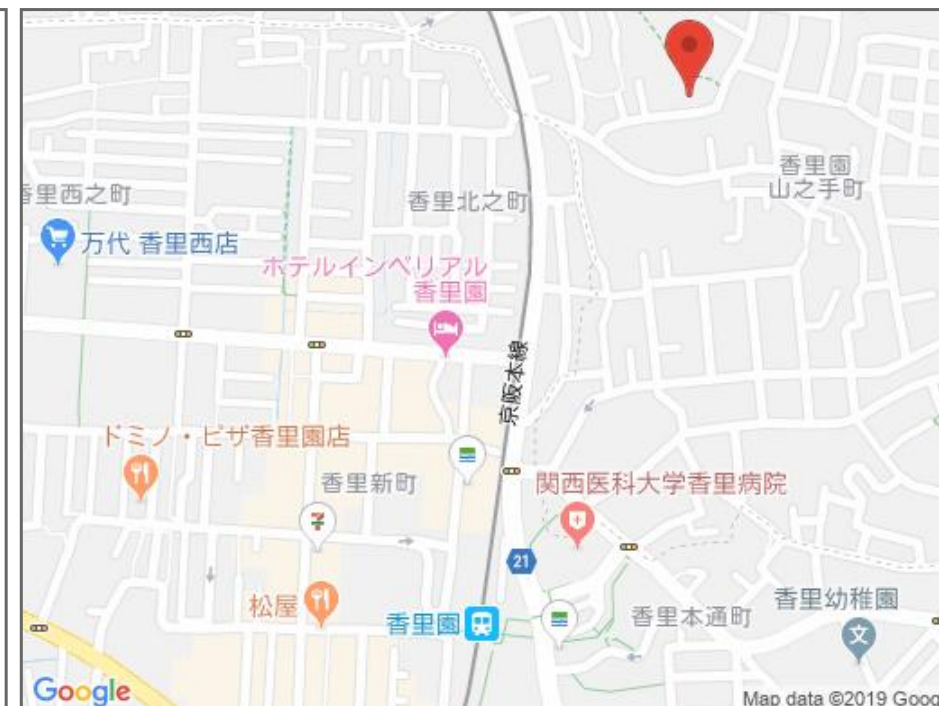 香里園
山之手町
香里西之町
香里北之町
万代 香里西店
ホテルインペリアル
香里園
京阪本線
ドミノ・ピザ香里園店
香里新町
関西医科大学香里病院
21
松屋
香里園
香里本通町
香里幼稚園
文
Google
Map data ©2019 Goog